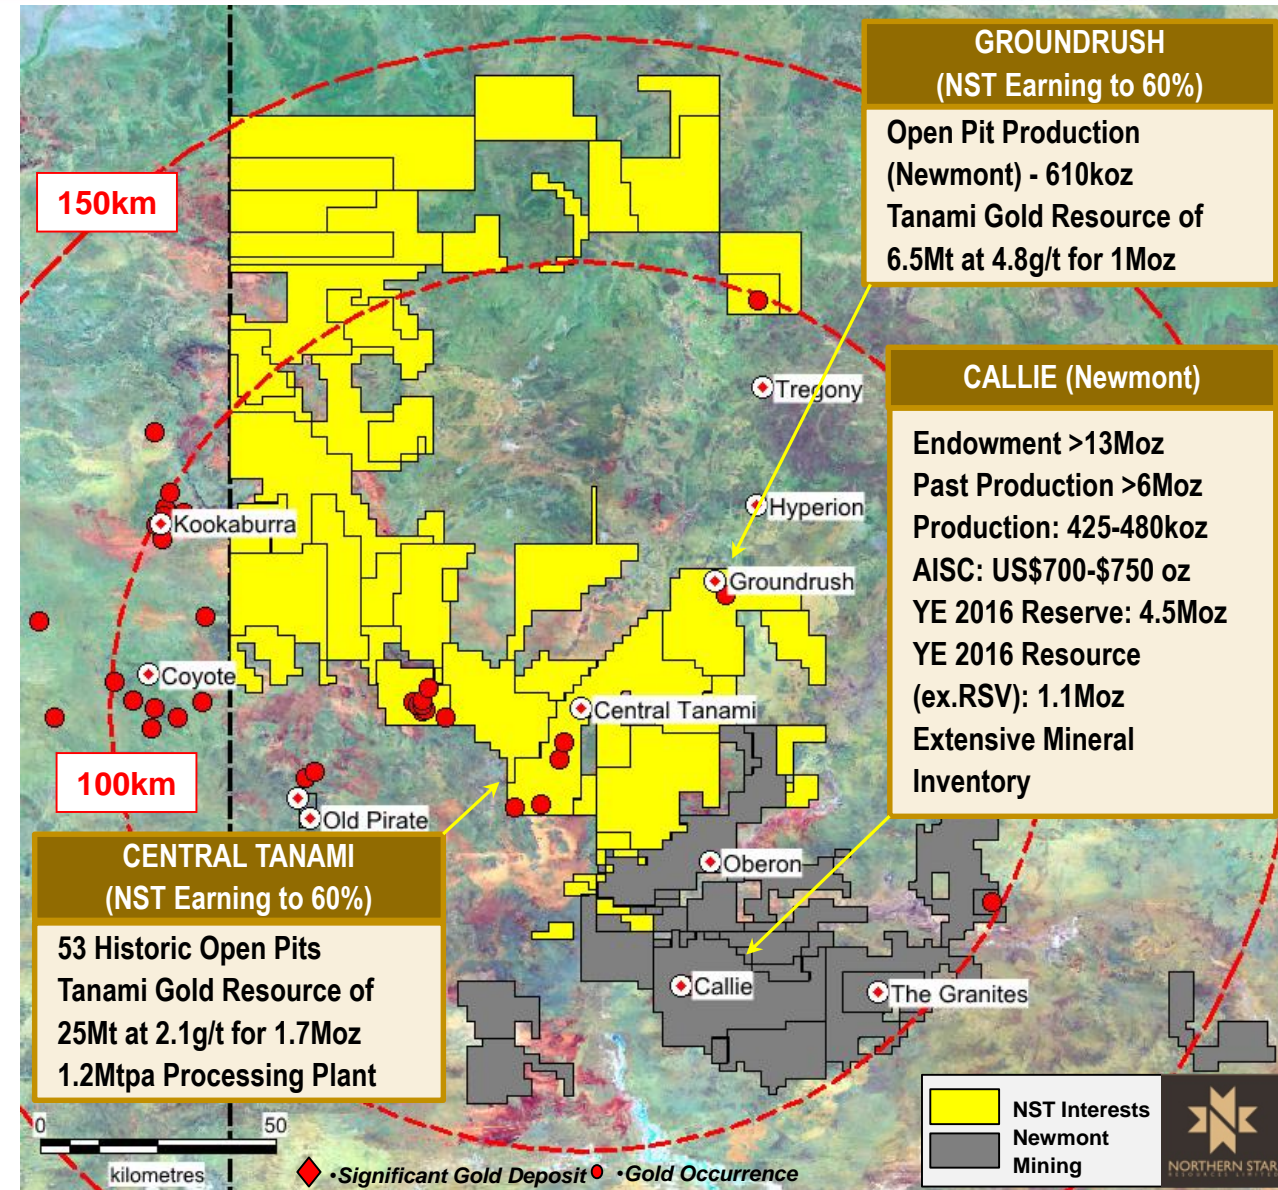 GROUNDRUSH
(NST Earning to 60%)
Open Pit Production
(Newmont) - 610koz
Tanami Gold Resource of
6.5Mt at 4.8g/t for 1Moz
150km
CALLIE (Newmont)
Endowment >13Moz
Past Production >6Moz
Production: 425-480koz
AISC: US$700-$750 oz
YE 2016 Reserve: 4.5Moz
YE 2016 Resource
(ex.RSV): 1.1Moz
Extensive Mineral
Inventory
Tregony
Hyperion
Kookaburra
Groundrush
Coyote
Central Tanami
100km
Old Pirate
Oberon
Callie
The Granites
CENTRAL TANAMI
(NST Earning to 60%)
53 Historic Open Pits
Tanami Gold Resource of
25Mt at 2.1g/t for 1.7Moz
1.2Mtpa Processing Plant
0 50
kilometres
•Significant Gold Deposit •Gold Occurrence
NST Interests
Newmont
Mining
NORTHERN STAR
RESOURCES LIMITED